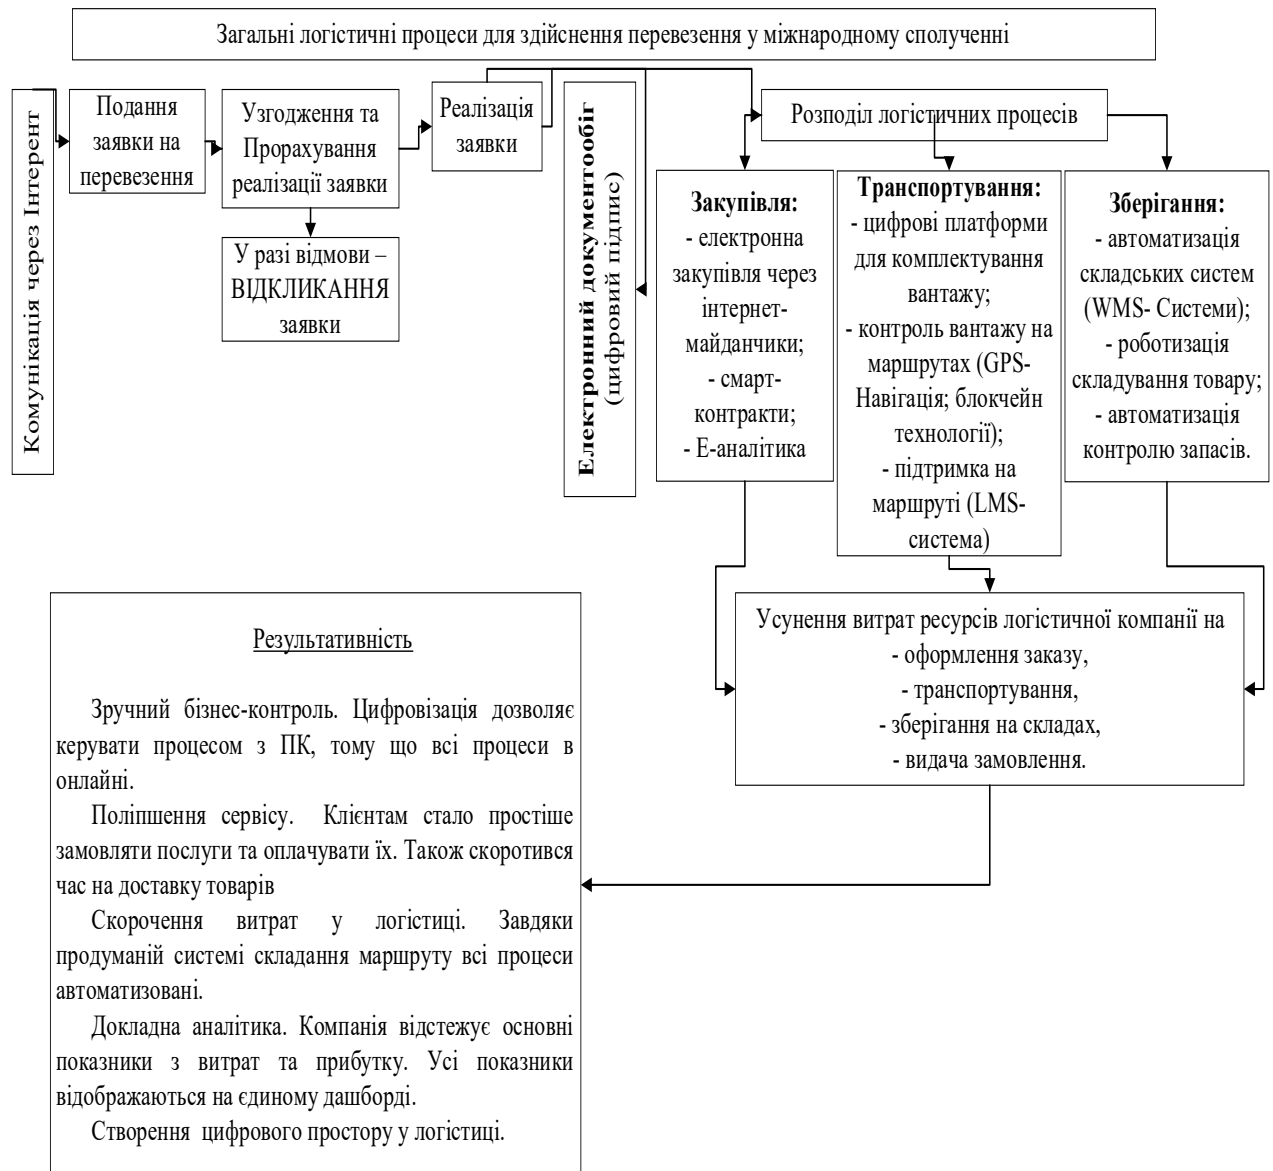 Загальні логістичні процеси для здійснення перевезення у міжнародному сполученні
Комунікація через Інтерент
Подання
заявки на
перевезення
Узгодження та
Прорахування
реалізації заявки
У разі відмови –
ВІДКЛИКАННЯ
заявки
Реалізація
заявки
Електронний документообіг
(цифровий підпис)
Розподіл логістичних процесів
Закупівля:
- електронна
закупівля через
інтернет-
майданчики;
- смарт-
контракти;
- Е-аналітика
Транспортування:
- цифрові платформи
для комплектування
вантажу;
- контроль вантажу на
маршрутах (GPS-
Навігація; блокчейн
технології);
- підтримка на
маршруті (LMS-
система)
Зберігання:
- автоматизація
складських систем
(WMS- Системи);
- роботизація
складування товару;
- автоматизація
контролю запасів.
Усунення витрат ресурсів логістичної компанії на
- оформлення заказу,
- транспортування,
- зберігання на складах,
- видача замовлення.
Результативність
Зручний бізнес-контроль. Цифровізація дозволяє
керувати процесом з ПК, тому що всі процеси в
онлайні.
Поліпшення сервісу. Клієнтам стало простіше
замовляти послуги та оплачувати їх. Також скоротився
час на доставку товарів
Скорочення витрат у логістиці. Завдяки
продуманій системі складання маршруту всі процеси
автоматизовані.
Докладна аналітика. Компанія відстежує основні
показники з витрат та прибутку. Усі показники
відображаються на єдиному дашборді.
Створення цифрового простору у логістиці.